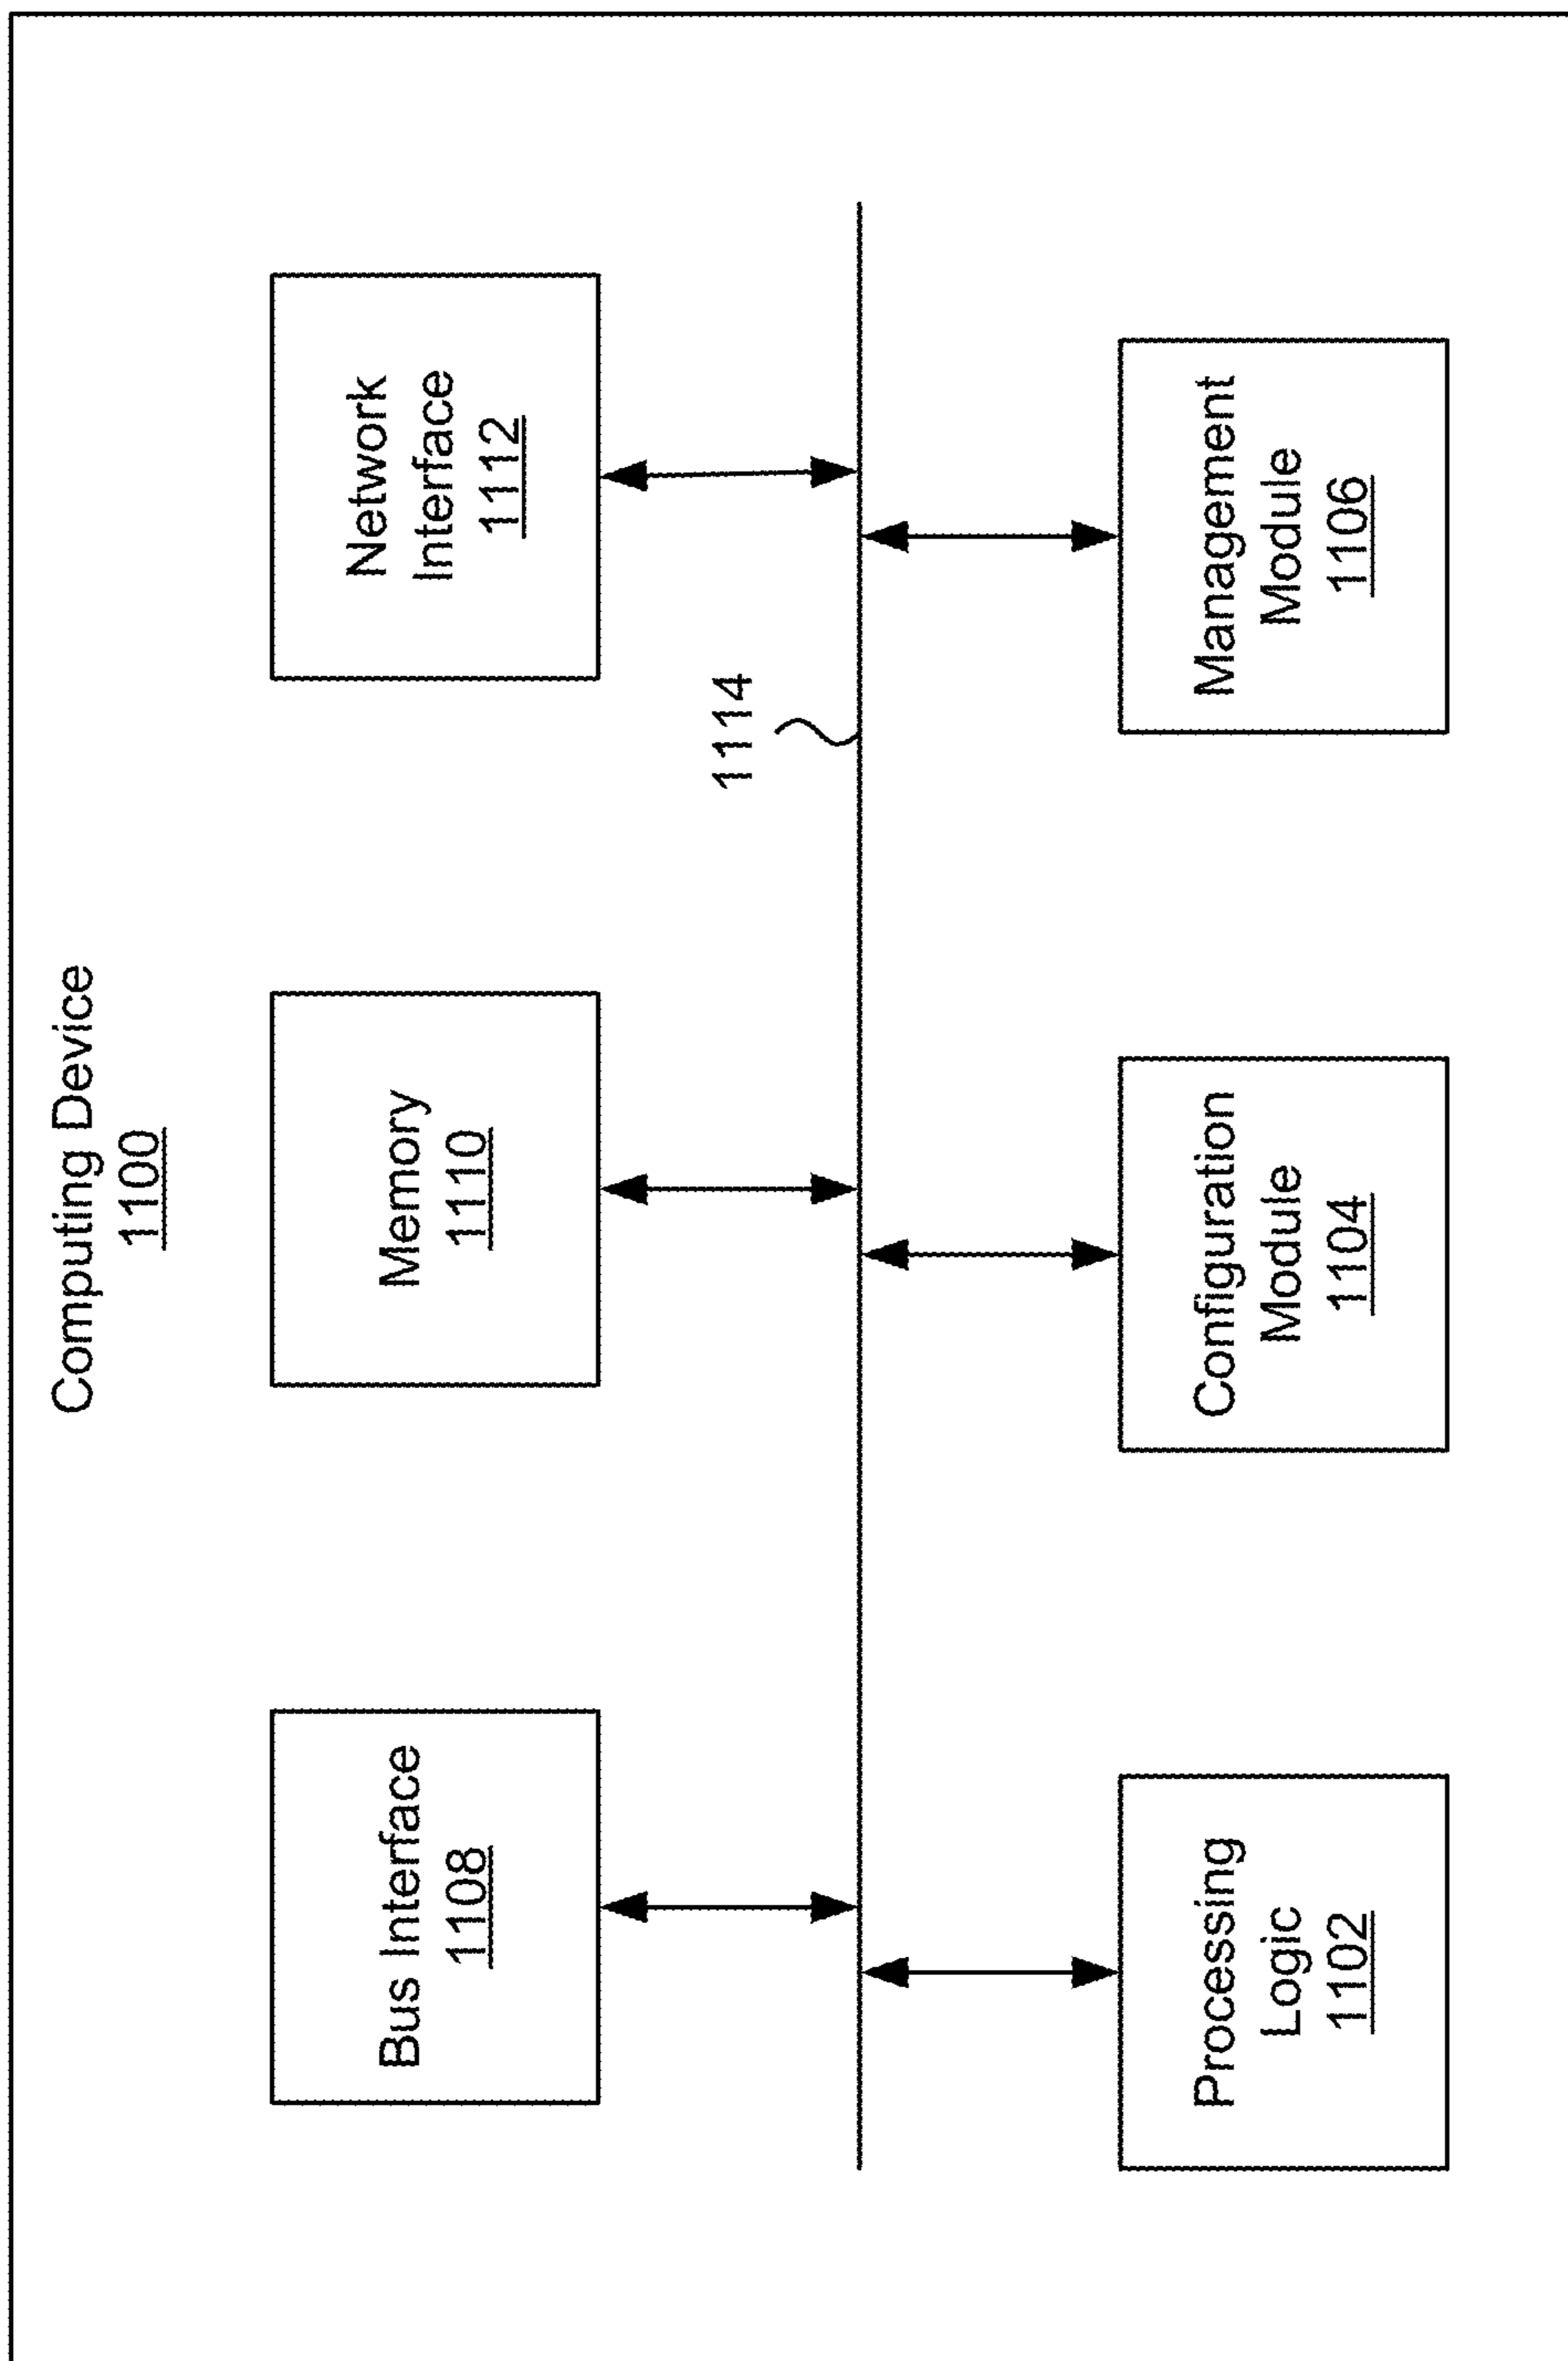 Computing Device
1100
Bus Interface
1108
Memory
1110
Network
Interface
1112
1114
Processing
Logic
1102
Configuration
Module
1104
Management
Module
1106